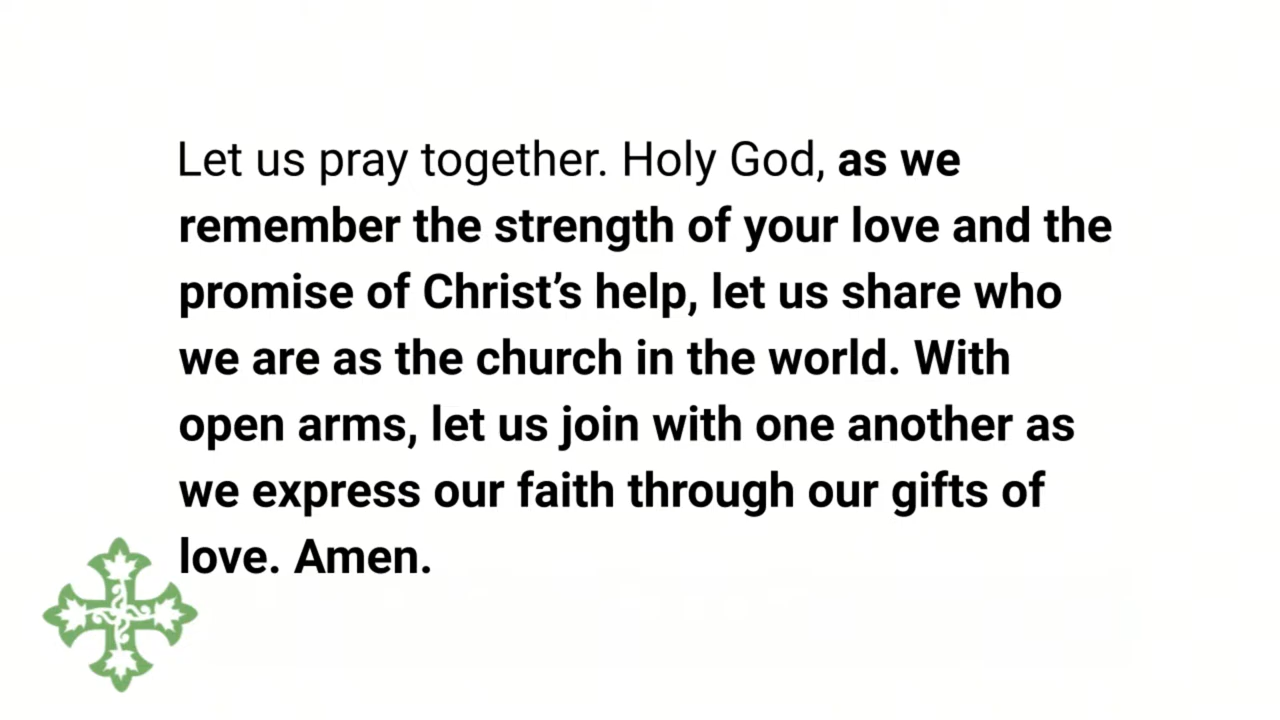 Let us pray together. Holy God, as we
remember the strength of your love and the
promise of Christ’s help, let us share who
we are as the church in the world. With
open arms, let us join with one another as
we express our faith through our gifts of
love. Amen.